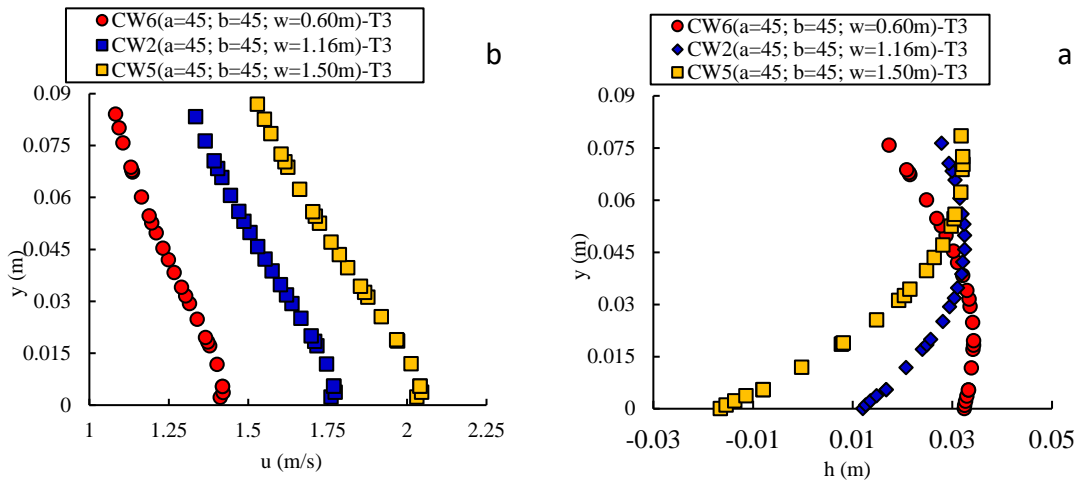 CW6(a=45; b=45; w=0.60m)-T3
CW2(a=45; b=45; w=1.16m)-T3
CW5(a=45; b=45; w=1.50m)-T3
b
0.09
0.075
0.06
0.045
0.03
0.015
0
y (m)
1 1.25 1.5 1.75 2 2.25
u (m/s)
CW6(a=45; b=45; w=0.60m)-T3
CW2(a=45; b=45; w=1.16m)-T3
CW5(a=45; b=45; w=1.50m)-T3
a
0.09
0.075
0.06
0.045
0.03
0.015
0
y (m)
-0.03 -0.01 0.01 0.03 0.05
h (m)